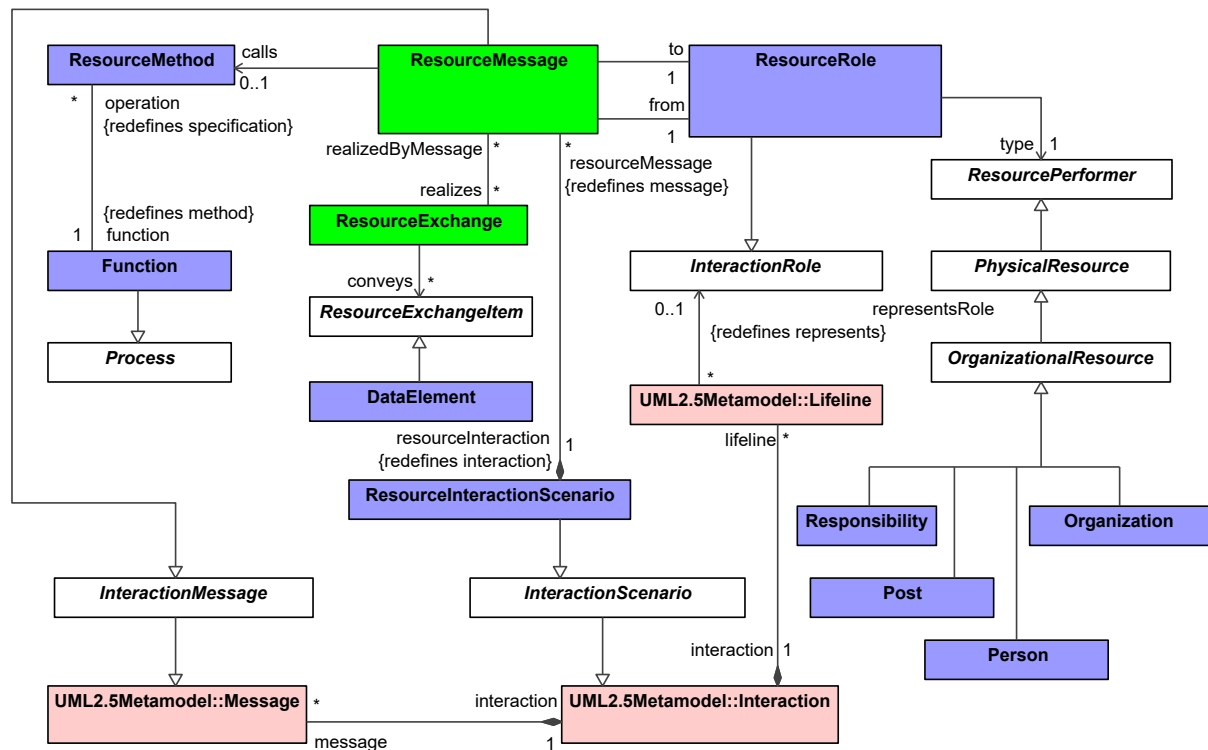 calls
to
ResourceMethod
ResourceMessage
ResourceRole
0..1
1
*
operation
{redefines specification}
from
1
realizedByMessage
*
*
resourceMessage
{redefines message}
type
1
ResourcePerformer
realizes
*
{redefines method}
function
1
ResourceExchange
Function
InteractionRole
PhysicalResource
conveys
*
ResourceExchangeItem
0..1
{redefines represents}
representsRole
Process
OrganizationalResource
DataElement
*
UML2.5Metamodel::Lifeline
resourceInteraction
{redefines interaction}
1
lifeline
*
ResourceInteractionScenario
Responsibility
Organization
InteractionMessage
InteractionScenario
Post
Person
interaction
1
UML2.5Metamodel::Message
*
interaction
UML2.5Metamodel::Interaction
message
1